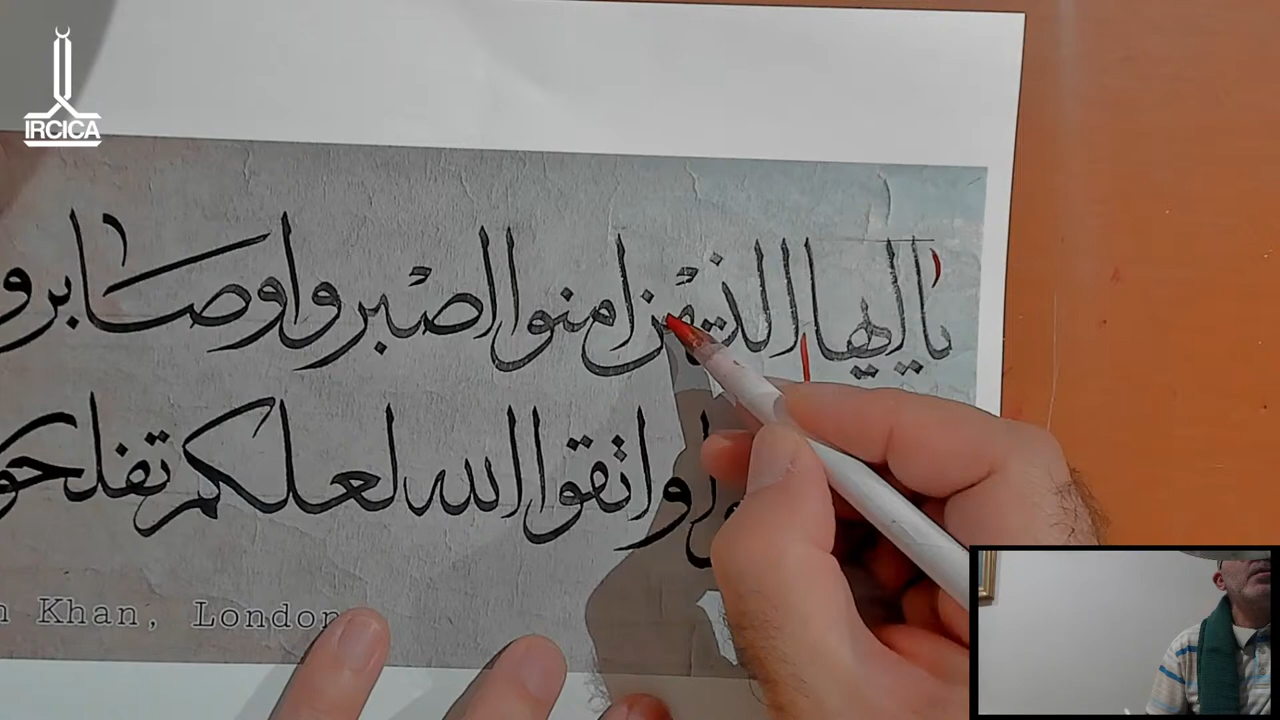 IRCICA
يا ايها الذين امنوا اصبروا وصابرو
واتقوا الله لعلكم تفلحو
Khan, London